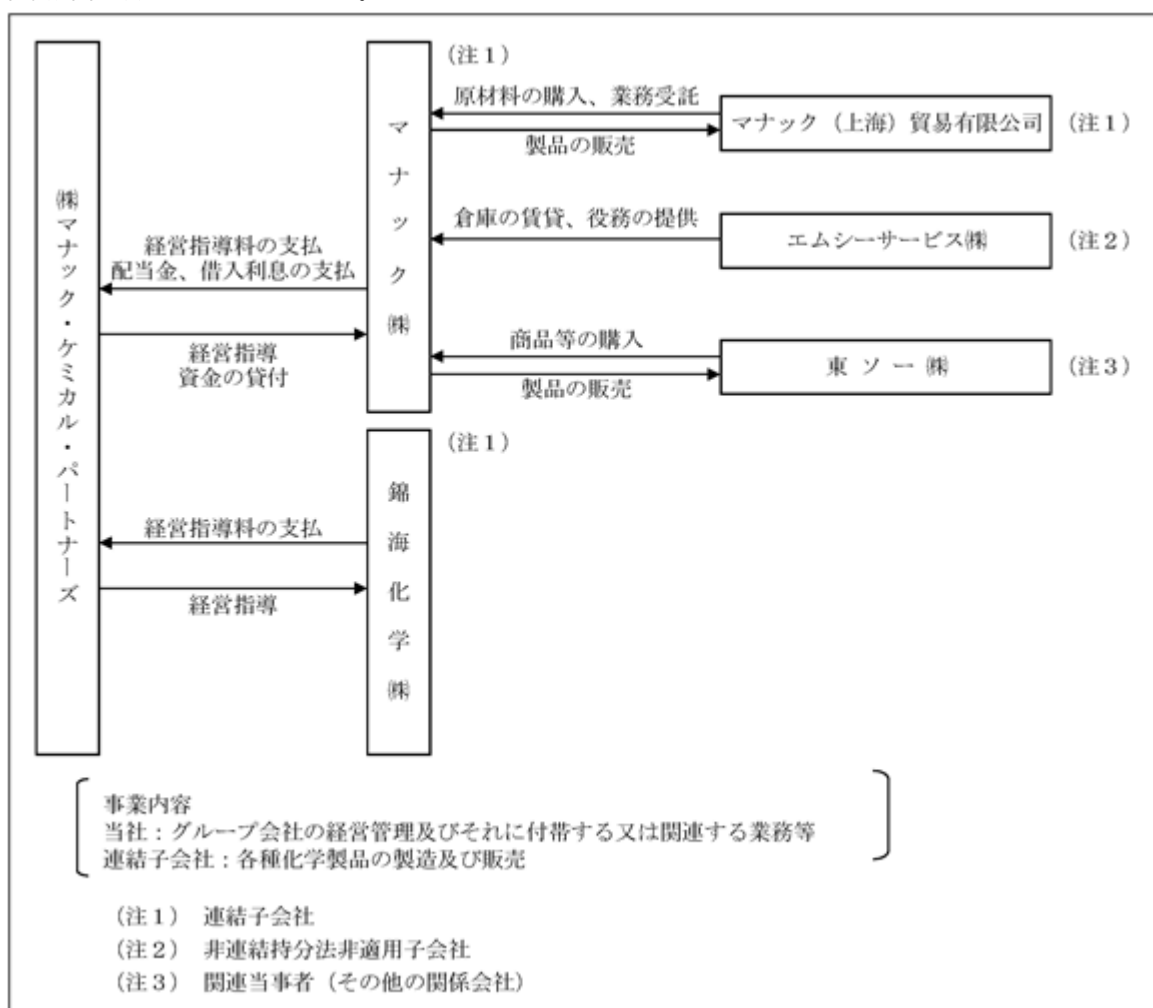 ㈱マナック・ケミカル・パートナーズ
経営指導料の支払
配当金、借入利息の支払
経営指導
資金の貸付
マナック㈱
(注1)
原材料の購入、業務受託
製品の販売
マナック(上海)貿易有限公司
(注1)
倉庫の賃貸、役務の提供
エムシーサービス㈱
(注2)
商品等の購入
製品の販売
東ソー㈱
(注3)
経営指導料の支払
経営指導
錦海化学㈱
(注1)
事業内容
当社:グループ会社の経営管理及びそれに付帯する又は関連する業務等
連結子会社:各種化学製品の製造及び販売
(注1) 連結子会社
(注2) 非連結持分法非適用子会社
(注3) 関連当事者(その他の関係会社)